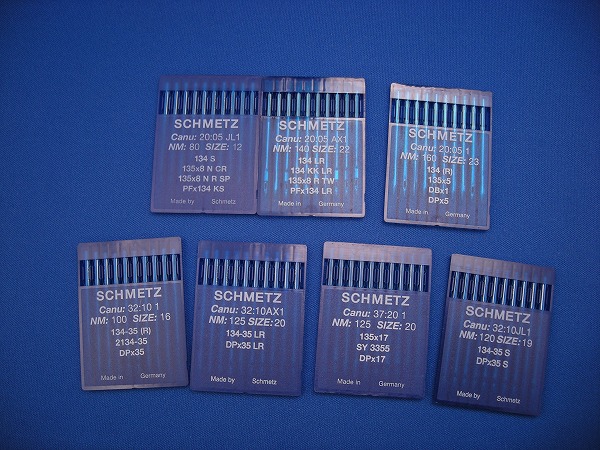 SCHMETZ
Canu: 20:05 JL1
NM: 80 SIZE: 12
134 S
135x8 N CR
135x8 N R SP
PFx134 KS
Made by Schmetz
SCHMETZ
Canu: 20:05 AX1
NM: 140 SIZE: 22
134 LR
134 KK LR
135x8 R TW
PFx134 LR
Made in Germany
SCHMETZ
Canu: 20:05 1
NM: 160 SIZE: 23
134 (R)
135x5
DBx1
DPx5
Made in Germany
SCHMETZ
Canu: 32:10 1
NM: 100 SIZE: 16
134-35 (R)
2134-35
DPx35
Made in Germany
SCHMETZ
Canu: 32:10AX1
NM: 125 SIZE: 20
134-35 LR
DPx35 LR
Made by Schmetz
SCHMETZ
Canu: 37:20 1
NM: 125 SIZE: 20
135x17
SY 3355
DPx17
Made in Germany
SCHMETZ
Canu: 32:10JL1
NM: 120 SIZE: 19
134-35 S
DPx35 S
Made by Schmetz